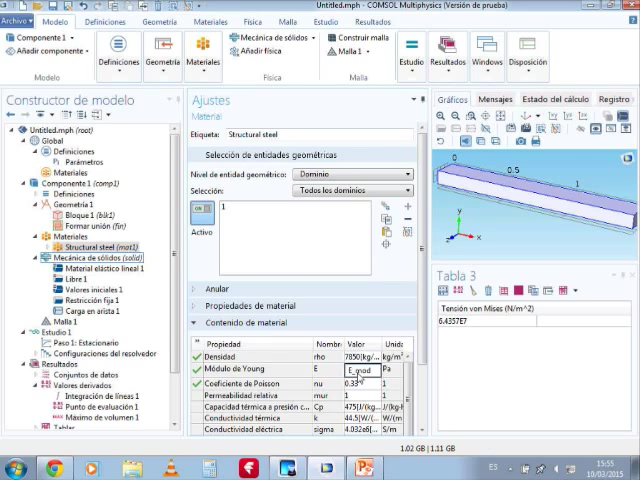 Untitled.mph - COMSOL Multiphysics (Versión de prueba)
Archivo
Modelo
Definiciones
Geometría
Materiales
Física
Malla
Estudio
Resultados
Componente 1
Añadir componente
Modelo
Definiciones
Geometría
Materiales
Mecánica de sólidos
Añadir física
Física
Construir malla
Malla 1
Malla
Estudio
Resultados
Windows
Disposición
Constructor de modelo
Untitled.mph (root)
Global
Definiciones
Pi Parámetros
Materiales
Componente 1 (comp1)
Definiciones
Geometría 1
Bloque 1 (blk1)
Formar unión (fin)
Materiales
Structural steel (mat1)
Mecánica de sólidos (solid)
Material elástico lineal 1
Libre 1
Valores iniciales 1
Restricción fija 1
Carga en arista 1
Malla 1
Estudio 1
Paso 1: Estacionario
Configuraciones del resolvedor
Resultados
Conjuntos de datos
Valores derivados
Integración de líneas 1
Punto de evaluación 1
Máximo de volumen 1
Tablas
Ajustes
Material
Etiqueta: Structural steel
Selección de entidades geométricas
Nivel de entidad geométrica: Dominio
Selección: Todos los dominios
ON
Activo
1
Anular
Propiedades de material
Contenido de material
Propiedad Nombre Valor Unida
Densidad rho 7850[kg/... kg/m³
Módulo de Young E E_mod Pa
Coeficiente de Poisson nu 0.33 1
Permeabilidad relativa mur 1 1
Capacidad térmica a presión c... Cp 475[J/(kg... J/(kg·
Conductividad térmica k 44.5[W/(... W/(m
Conductividad eléctrica sigma 4.032e6[... S/m
Gráficos
Mensajes
Estado del cálculo
Registro
0
0.5
1
y
z
x
Tabla 3
Tensión von Mises (N/m^2)
6.4357E7
1.02 GB | 1.11 GB
ES
15:55
10/03/2015